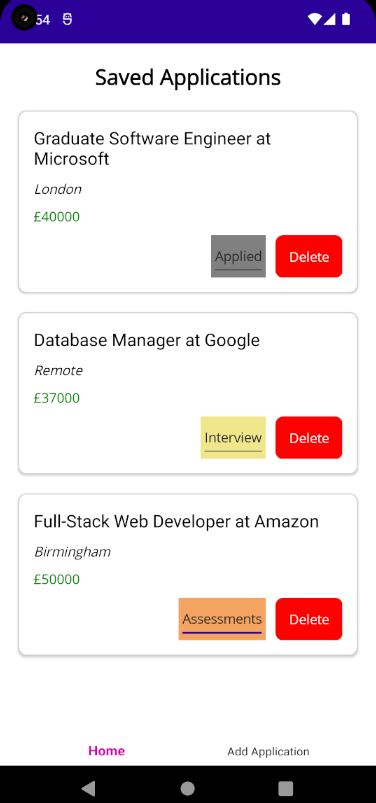 54
Saved Applications
Graduate Software Engineer at
Microsoft
London
£40000
Applied Delete
Database Manager at Google
Remote
£37000
Interview Delete
Full-Stack Web Developer at Amazon
Birmingham
£50000
Assessments Delete
Home Add Application